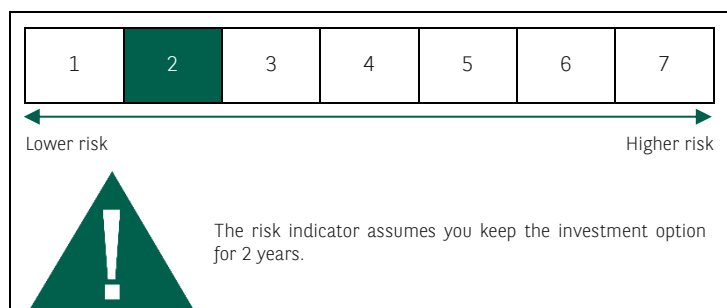 1 2 3 4 5 6 7
Lower risk Higher risk
!
The risk indicator assumes you keep the investment option
for 2 years.